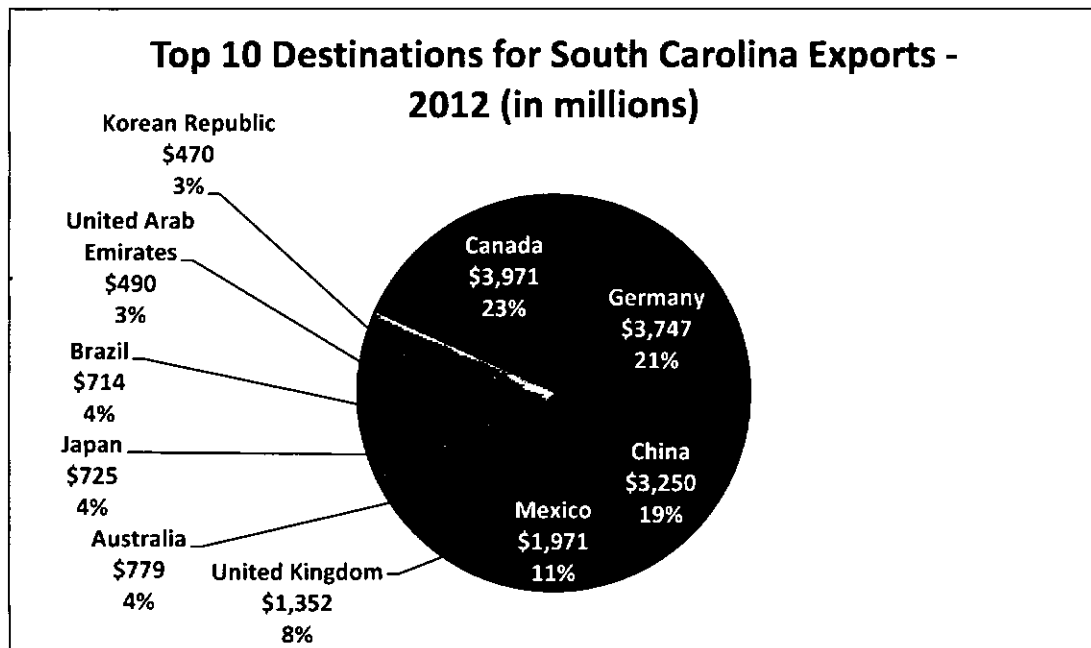 Top 10 Destinations for South Carolina Exports -
2012 (in millions)
Korean Republic
$470
3%
United Arab
Emirates
$490
3%
Brazil
$714
4%
Japan
$725
4%
Australia
$779
4%
United Kingdom
$1,352
8%
Mexico
$1,971
11%
China
$3,250
19%
Germany
$3,747
21%
Canada
$3,971
23%